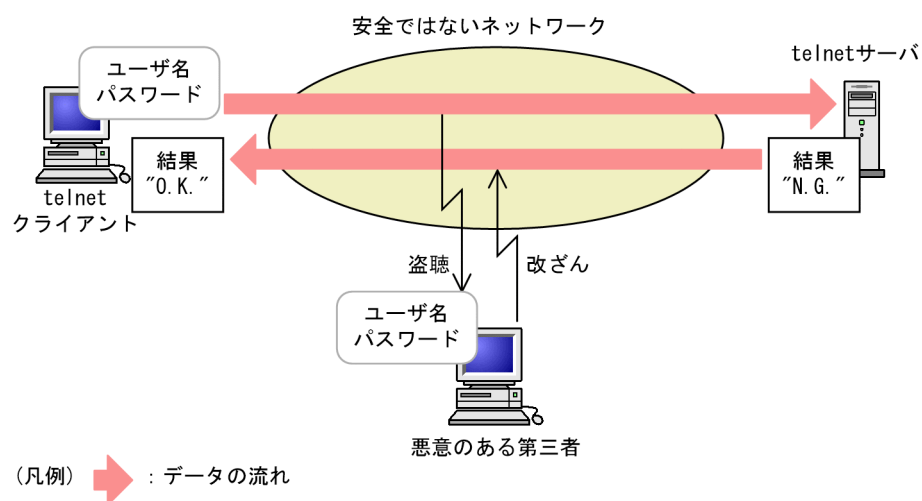 安全ではないネットワーク
telnetサーバ
ユーザ名
パスワード
結果
"O.K."
結果
"N.G."
telnet
クライアント
盗聴
改ざん
ユーザ名
パスワード
悪意のある第三者
(凡例) : データの流れ